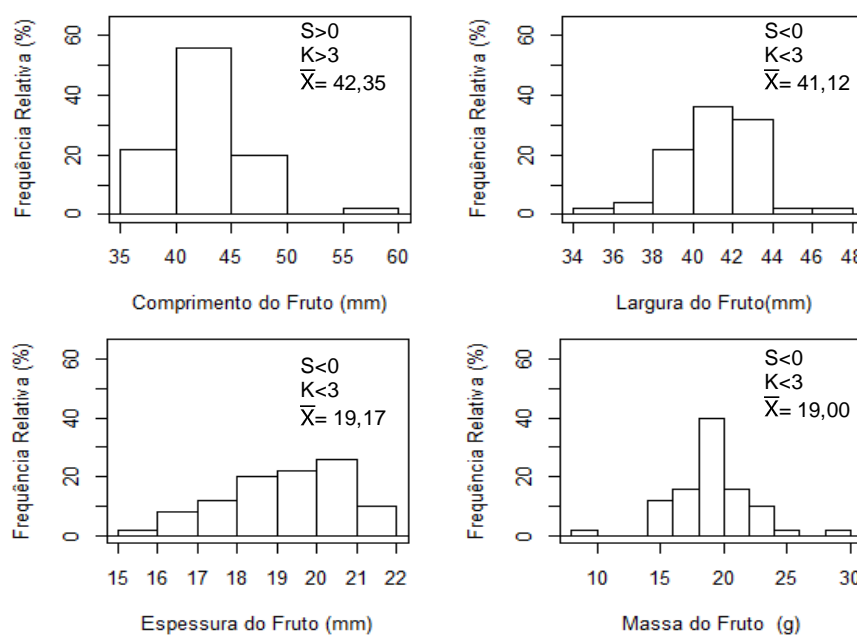 Frequência Relativa (%)
60
40
20
0
S>0
K>3
X̅= 42,35
35 40 45 50 55 60
Comprimento do Fruto (mm)
Frequência Relativa (%)
60
40
20
0
S<0
K<3
X̅= 41,12
34 36 38 40 42 44 46 48
Largura do Fruto(mm)
Frequência Relativa (%)
60
40
20
0
S<0
K<3
X̅= 19,17
15 16 17 18 19 20 21 22
Espessura do Fruto (mm)
Frequência Relativa (%)
60
40
20
0
S<0
K<3
X̅= 19,00
10 15 20 25 30
Massa do Fruto (g)